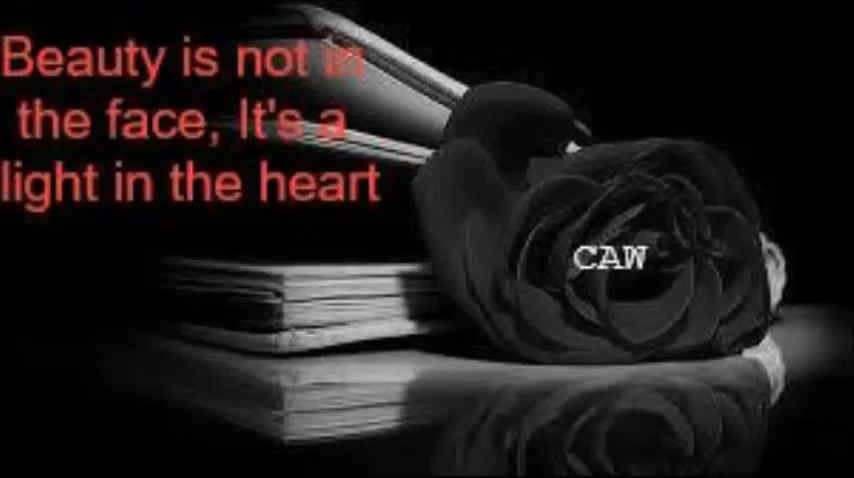 Beauty is not in
the face, It's a
light in the heart
CAW